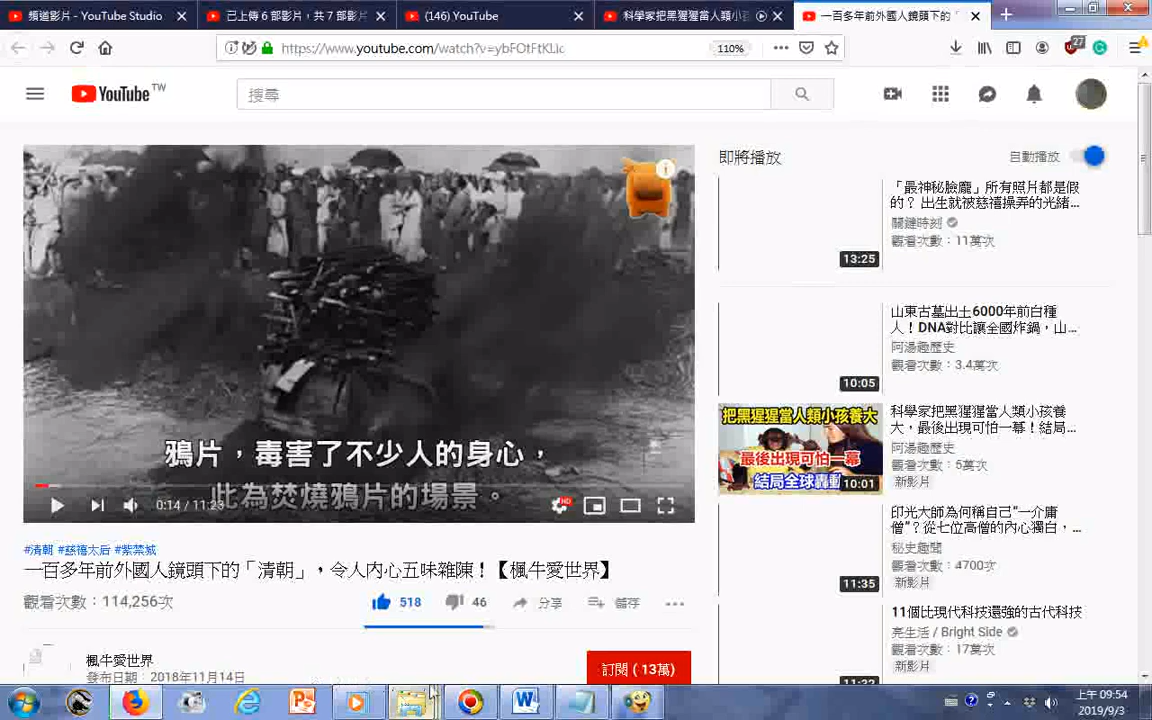 頻道影片 - YouTube Studio
已上傳 6 部影片，共 7 部影片
(146) YouTube
科學家把黑猩猩當人類小孩
一百多年前外國人鏡頭下的「
https://www.youtube.com/watch?v=ybFOtFtKLic
110%
27
YouTube TW
搜尋
鴉片，毒害了不少人的身心，
此為焚燒鴉片的場景。
0:14 / 11:23
HD
#清朝 #慈禧太后 #紫禁城
一百多年前外國人鏡頭下的「清朝」，令人内心五味雜陳！【楓牛愛世界】
觀看次數：114,256次
518
46
分享
儲存
楓牛愛世界
發布日期：2018年11月14日
訂閱 ( 13萬)
即將播放
自動播放
「最神秘臉龐」所有照片都是假
的？ 出生就被慈禧操弄的光緒...
關鍵時刻
觀看次數：11萬次
13:25
山東古墓出土6000年前白種
人！DNA對比讓全國炸鍋，山...
阿湯趣歷史
觀看次數：3.4萬次
10:05
把黑猩猩當人類小孩養大
最後出現可怕一幕
結局全球轟動
10:01
科學家把黑猩猩當人類小孩養
大，最後出現可怕一幕！結局...
阿湯趣歷史
觀看次數：5萬次
新影片
印光大師為何稱自己"一介庸
僧"？從七位高僧的內心獨白，...
秘史趣聞
觀看次數：4700次
新影片
11:35
11個比現代科技還強的古代科技
亮生活 / Bright Side
觀看次數：17萬次
新影片
上午 09:54
2019/9/3